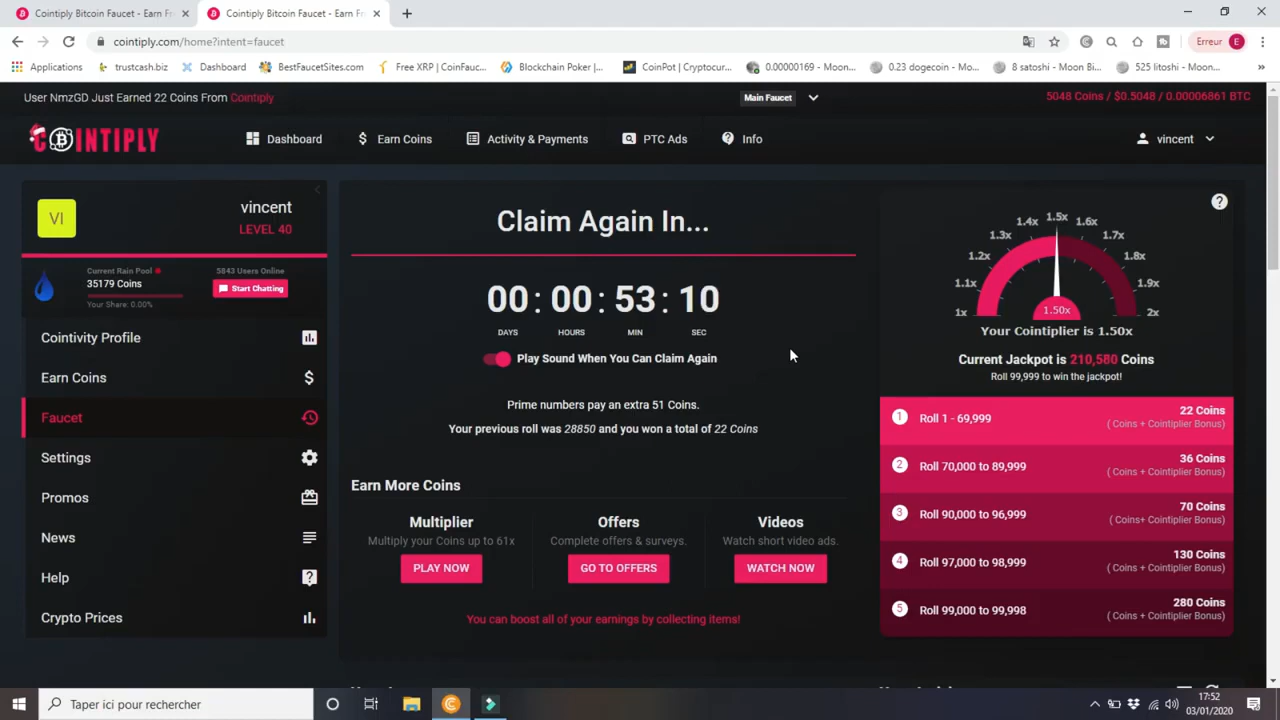 Cointiply Bitcoin Faucet - Earn Fr
Cointiply Bitcoin Faucet - Earn Fr
cointiply.com/home?intent=faucet
Erreur E
Applications
trustcash.biz
Dashboard
BestFaucetSites.com
Free XRP | CoinFauc...
Blockchain Poker |...
CoinPot | Cryptocur...
0.00000169 - Moon...
0.23 dogecoin - Mo...
8 satoshi - Moon Bi...
525 litoshi - Moon...
User NmzGD Just Earned 22 Coins From Cointiply
Main Faucet
5048 Coins / $0.5048 / 0.00006861 BTC
COINTIPLY
Dashboard
Earn Coins
Activity & Payments
PTC Ads
Info
vincent
VI
vincent
LEVEL 40
Current Rain Pool
35179 Coins
Your Share: 0.00%
5843 Users Online
Start Chatting
Cointivity Profile
Earn Coins
Faucet
Settings
Promos
News
Help
Crypto Prices
Claim Again In...
00 : 00 : 53 : 10
DAYS HOURS MIN SEC
Play Sound When You Can Claim Again
Prime numbers pay an extra 51 Coins.
Your previous roll was 28850 and you won a total of 22 Coins
Earn More Coins
Multiplier
Multiply your Coins up to 61x
PLAY NOW
Offers
Complete offers & surveys.
GO TO OFFERS
Videos
Watch short video ads.
WATCH NOW
You can boost all of your earnings by collecting items!
1x 1.1x 1.2x 1.3x 1.4x 1.5x 1.6x 1.7x 1.8x 1.9x 2x
1.50x
Your Cointiplier is 1.50x
Current Jackpot is 210,580 Coins
Roll 99,999 to win the jackpot!
1 Roll 1 - 69,999 22 Coins
( Coins + Cointiplier Bonus)
2 Roll 70,000 to 89,999 36 Coins
( Coins + Cointiplier Bonus)
3 Roll 90,000 to 96,999 70 Coins
( Coins+ Cointiplier Bonus)
4 Roll 97,000 to 98,999 130 Coins
( Coins + Cointiplier Bonus)
5 Roll 99,000 to 99,998 280 Coins
( Coins + Cointiplier Bonus)
Taper ici pour rechercher
17:52
03/01/2020